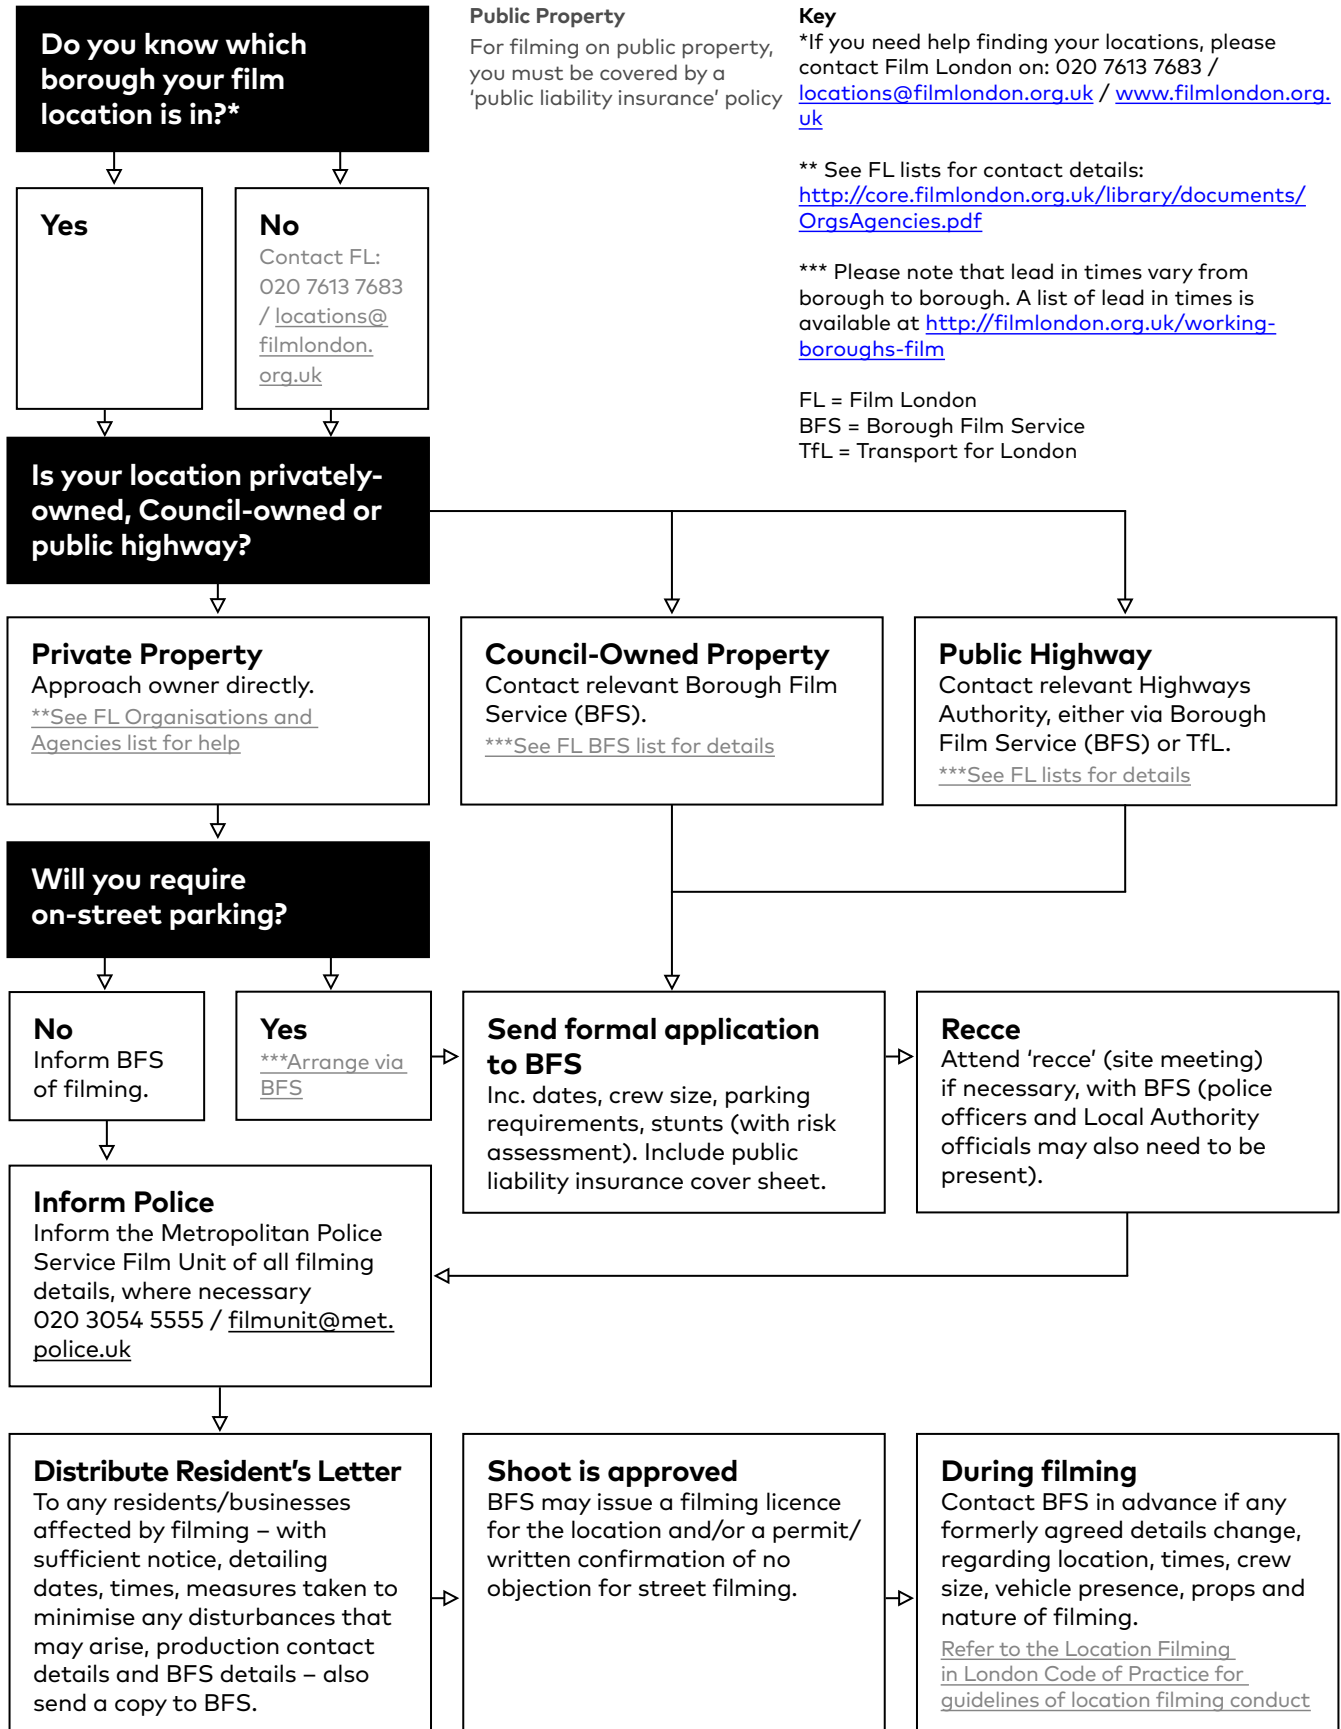 Do you know which
borough your film
location is in?*
Public Property
For filming on public property,
you must be covered by a
‘public liability insurance’ policy
Key
*If you need help finding your locations, please
contact Film London on: 020 7613 7683 /
locations@filmlondon.org.uk / www.filmlondon.org.
uk
** See FL lists for contact details:
http://core.filmlondon.org.uk/library/documents/
OrgsAgencies.pdf
*** Please note that lead in times vary from
borough to borough. A list of lead in times is
available at http://filmlondon.org.uk/working-
boroughs-film
FL = Film London
BFS = Borough Film Service
TfL = Transport for London
Yes
No
Contact FL:
020 7613 7683
/ locations@
filmlondon.
org.uk
Is your location privately-
owned, Council-owned or
public highway?
Private Property
Approach owner directly.
**See FL Organisations and
Agencies list for help
Council-Owned Property
Contact relevant Borough Film
Service (BFS).
***See FL BFS list for details
Public Highway
Contact relevant Highways
Authority, either via Borough
Film Service (BFS) or TfL.
***See FL lists for details
Will you require
on-street parking?
No
Inform BFS
of filming.
Yes
***Arrange via
BFS
Send formal application
to BFS
Inc. dates, crew size, parking
requirements, stunts (with risk
assessment). Include public
liability insurance cover sheet.
Recce
Attend ‘recce’ (site meeting)
if necessary, with BFS (police
officers and Local Authority
officials may also need to be
present).
Inform Police
Inform the Metropolitan Police
Service Film Unit of all filming
details, where necessary
020 3054 5555 / filmunit@met.
police.uk
Distribute Resident’s Letter
To any residents/businesses
affected by filming – with
sufficient notice, detailing
dates, times, measures taken to
minimise any disturbances that
may arise, production contact
details and BFS details – also
send a copy to BFS.
Shoot is approved
BFS may issue a filming licence
for the location and/or a permit/
written confirmation of no
objection for street filming.
During filming
Contact BFS in advance if any
formerly agreed details change,
regarding location, times, crew
size, vehicle presence, props and
nature of filming.
Refer to the Location Filming
in London Code of Practice for
guidelines of location filming conduct